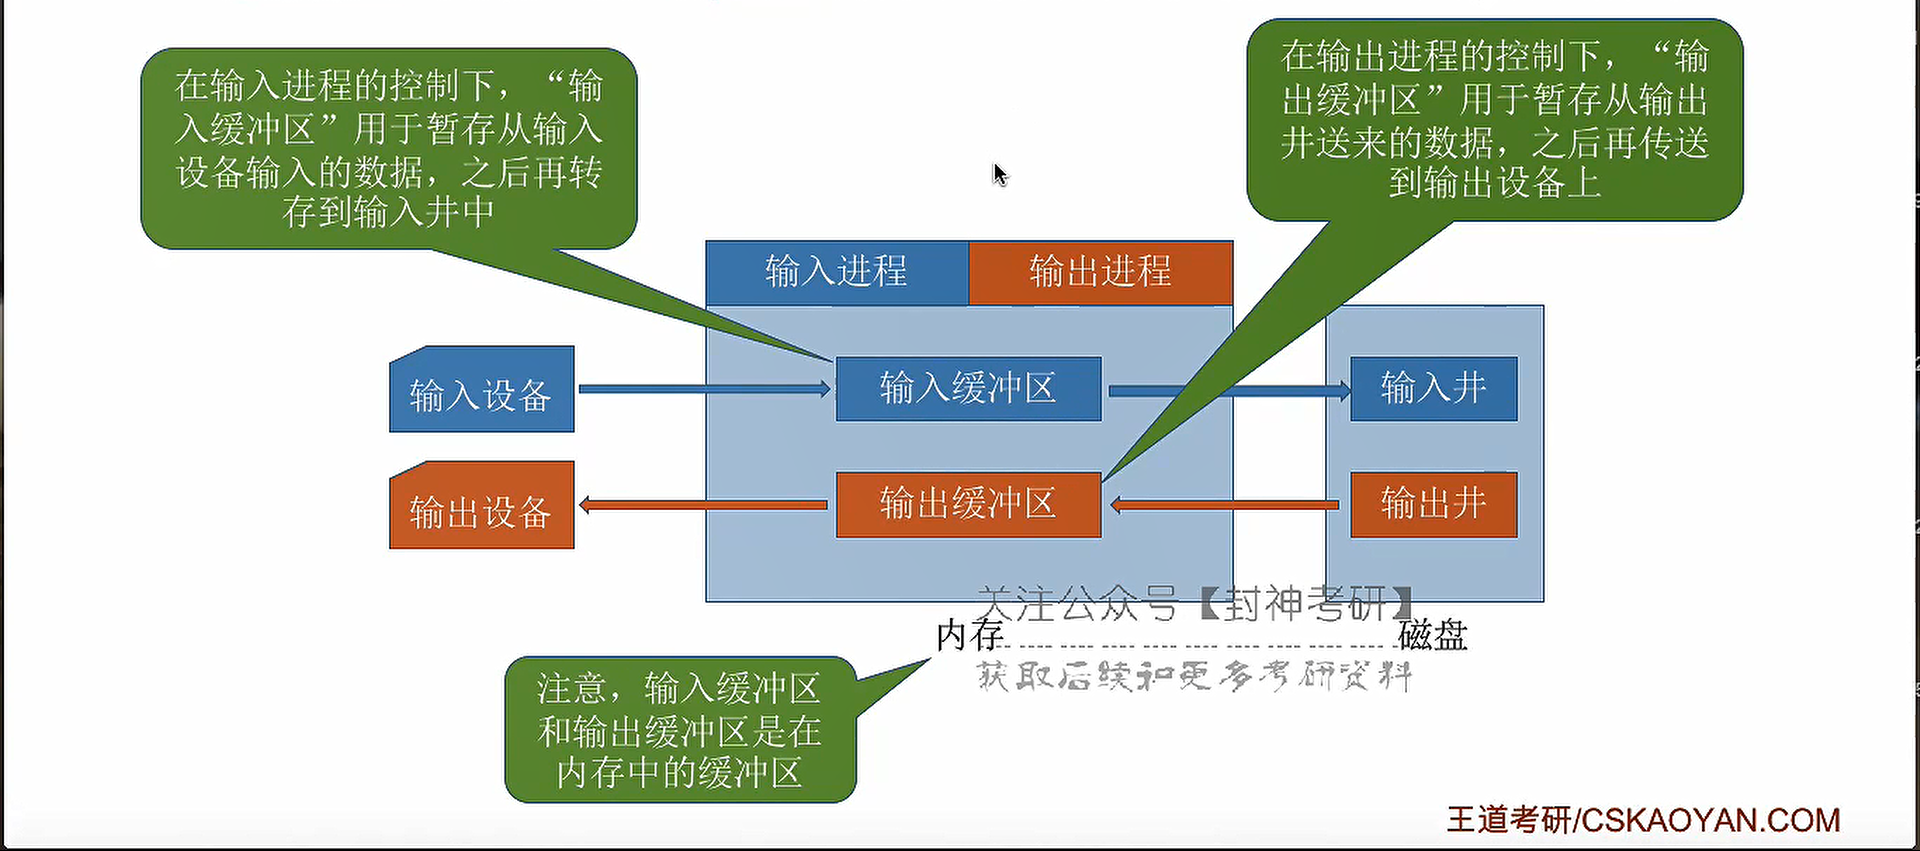 在输入进程的控制下，“输
入缓冲区”用于暂存从输入
设备输入的数据，之后再转
存到输入井中
在输出进程的控制下，“输
出缓冲区”用于暂存从输出
井送来的数据，之后再传送
到输出设备上
输入进程
输出进程
输入设备
输入缓冲区
输入井
输出设备
输出缓冲区
输出井
关注公众号【封神考研】
内存
磁盘
获取后续和更多考研资料
注意，输入缓冲区
和输出缓冲区是在
内存中的缓冲区
王道考研/CSKAOYAN.COM